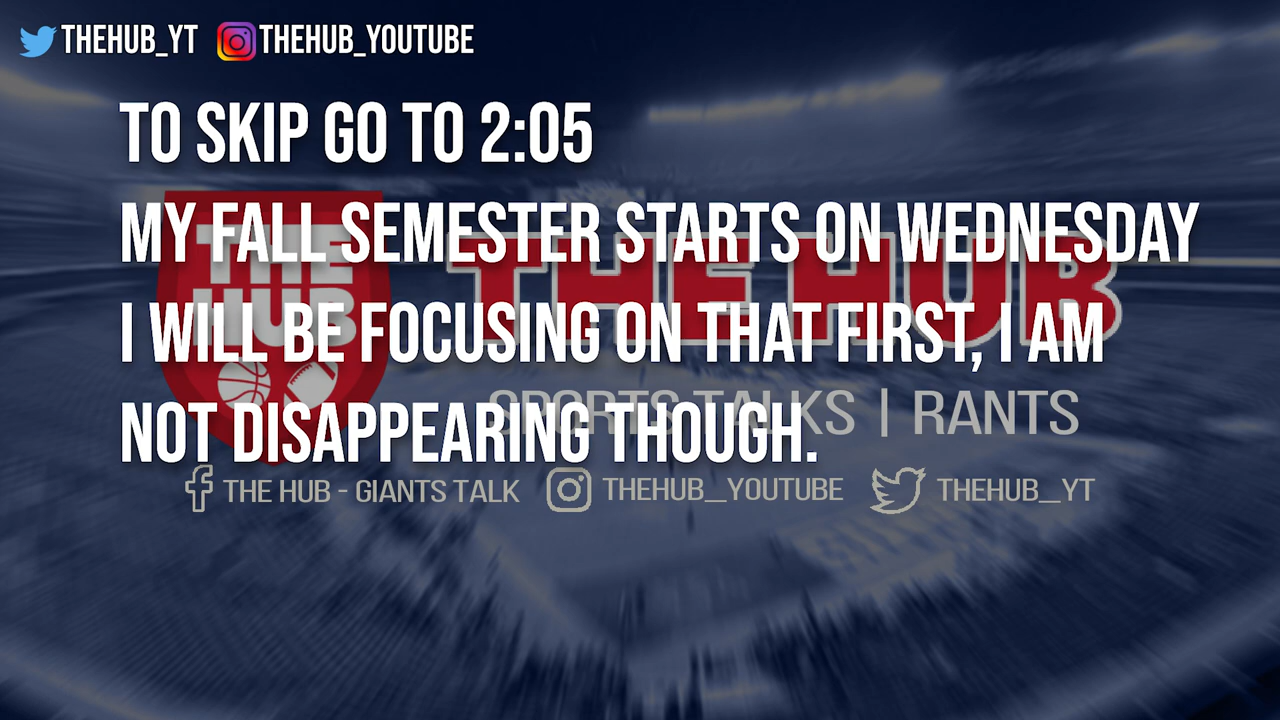 THEHUB_YT THEHUB_YOUTUBE
TO SKIP GO TO 2:05
MY FALL SEMESTER STARTS ON WEDNESDAY
I WILL BE FOCUSING ON THAT FIRST, I AM
NOT DISAPPEARING THOUGH.
THE HUB
THE HUB
SPORTS TALKS | RANTS
THE HUB - GIANTS TALK THEHUB_YOUTUBE THEHUB_YT